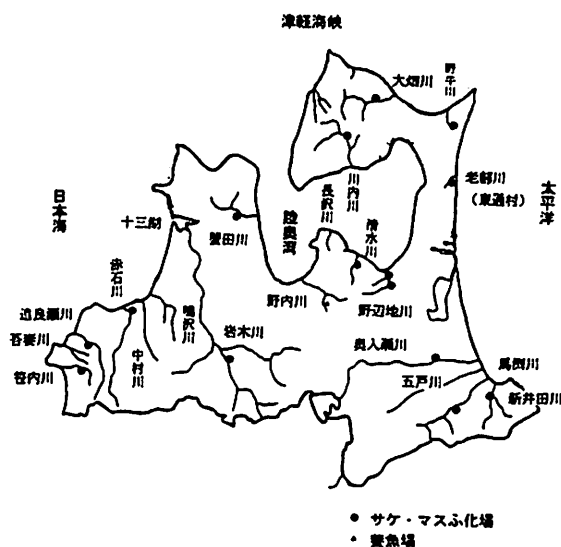 津軽海峡
大畑川
野牛川
老部川
(東通村)
太平洋
川内川
長沢川
清水川
陸奥湾
日本海
十三湖
蟹田川
野内川
野辺地川
赤石川
追良瀬川
吾妻川
笹内川
中村川
鳴沢川
岩木川
奥入瀬川
五戸川
馬渕川
新井田川
● サケ・マスふ化場
▲ 養魚場